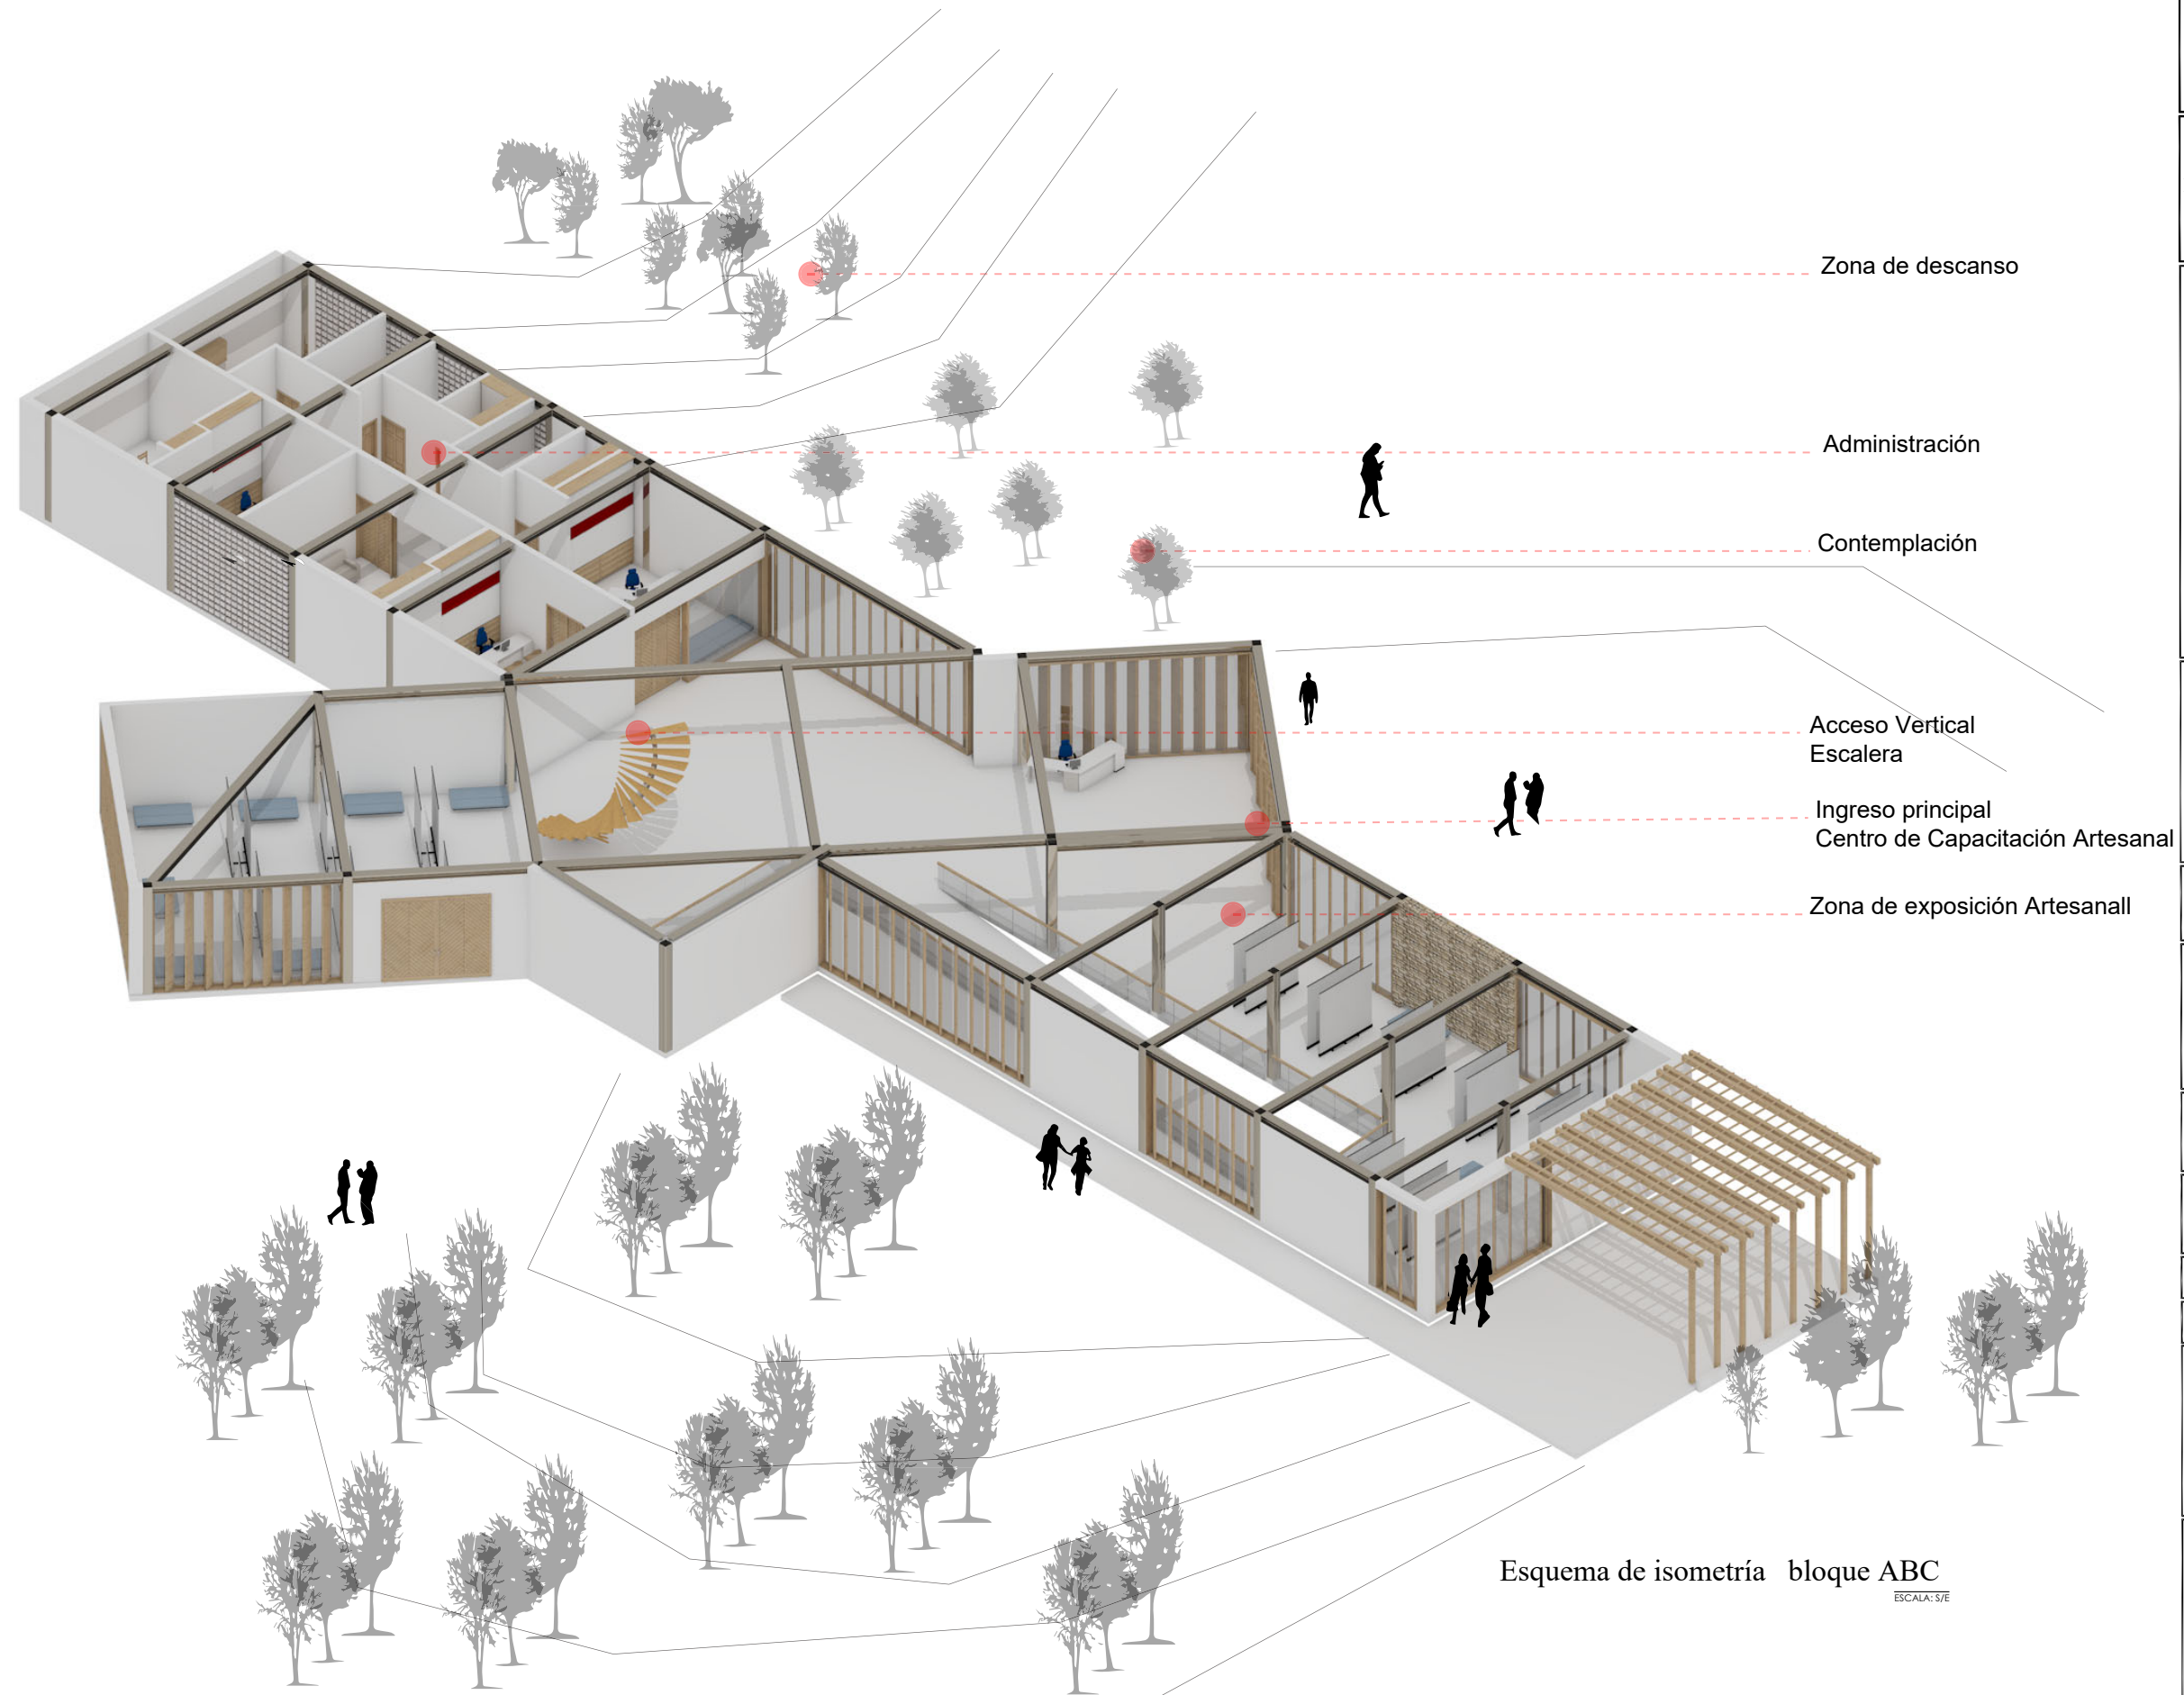 Zona de descanso
Administración
Contemplación
Acceso Vertical
Escalera
Ingreso principal
Centro de Capacitación Artesanal
Zona de exposición Artesanall
Esquema de isometría bloque ABC
ESCALA: S/E